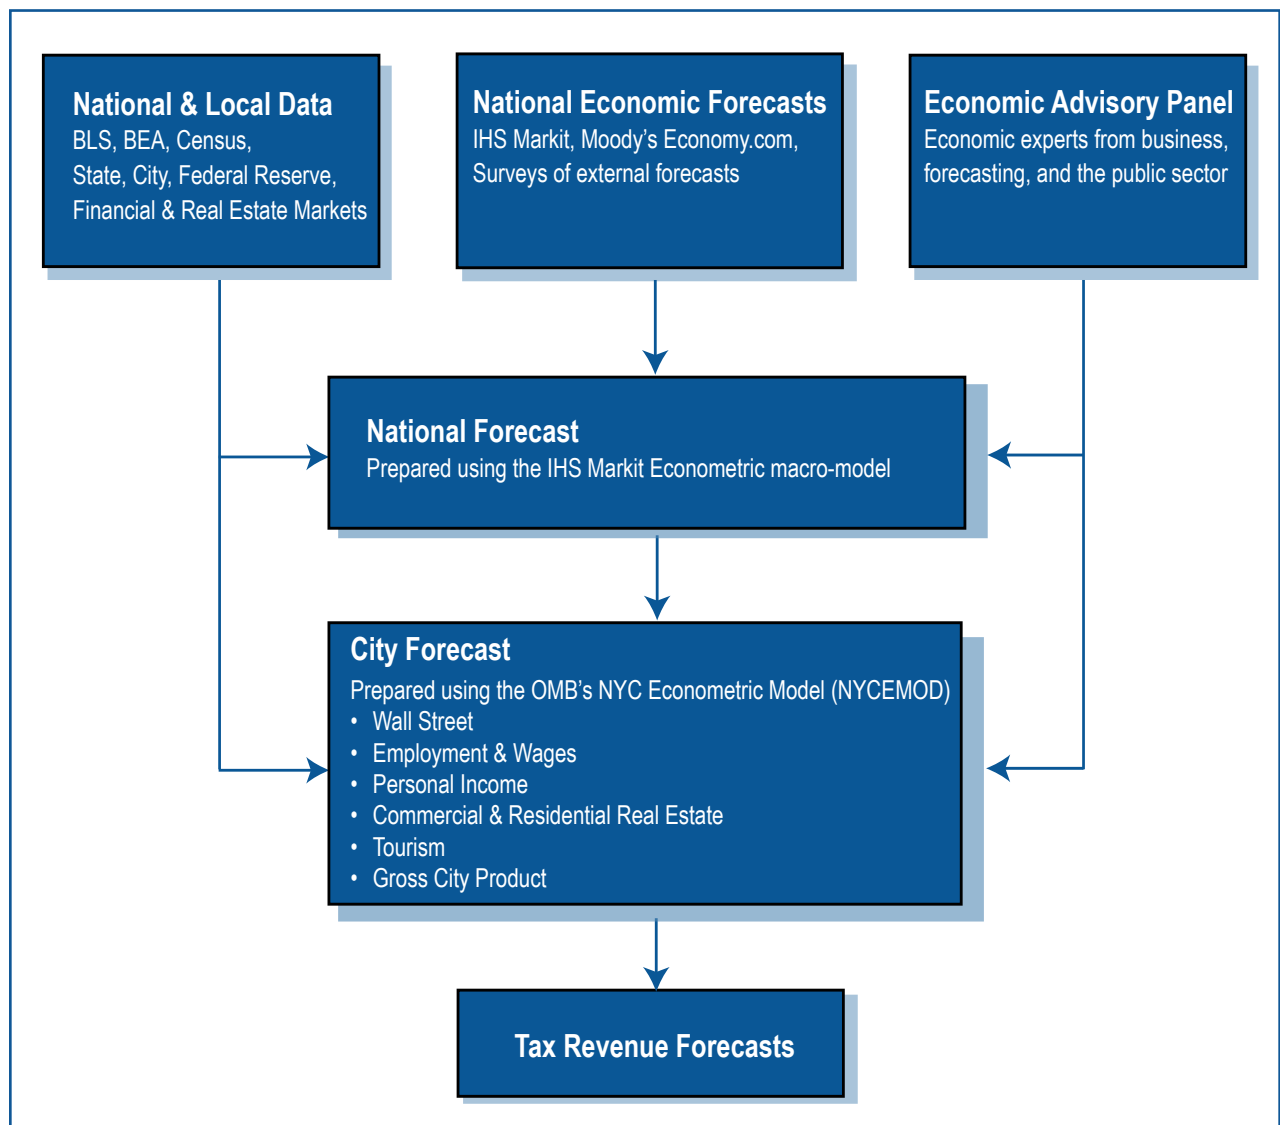 National & Local Data
BLS, BEA, Census,
State, City, Federal Reserve,
Financial & Real Estate Markets
National Economic Forecasts
IHS Markit, Moody’s Economy.com,
Surveys of external forecasts
Economic Advisory Panel
Economic experts from business,
forecasting, and the public sector
National Forecast
Prepared using the IHS Markit Econometric macro-model
City Forecast
Prepared using the OMB’s NYC Econometric Model (NYCEMOD)
• Wall Street
• Employment & Wages
• Personal Income
• Commercial & Residential Real Estate
• Tourism
• Gross City Product
Tax Revenue Forecasts